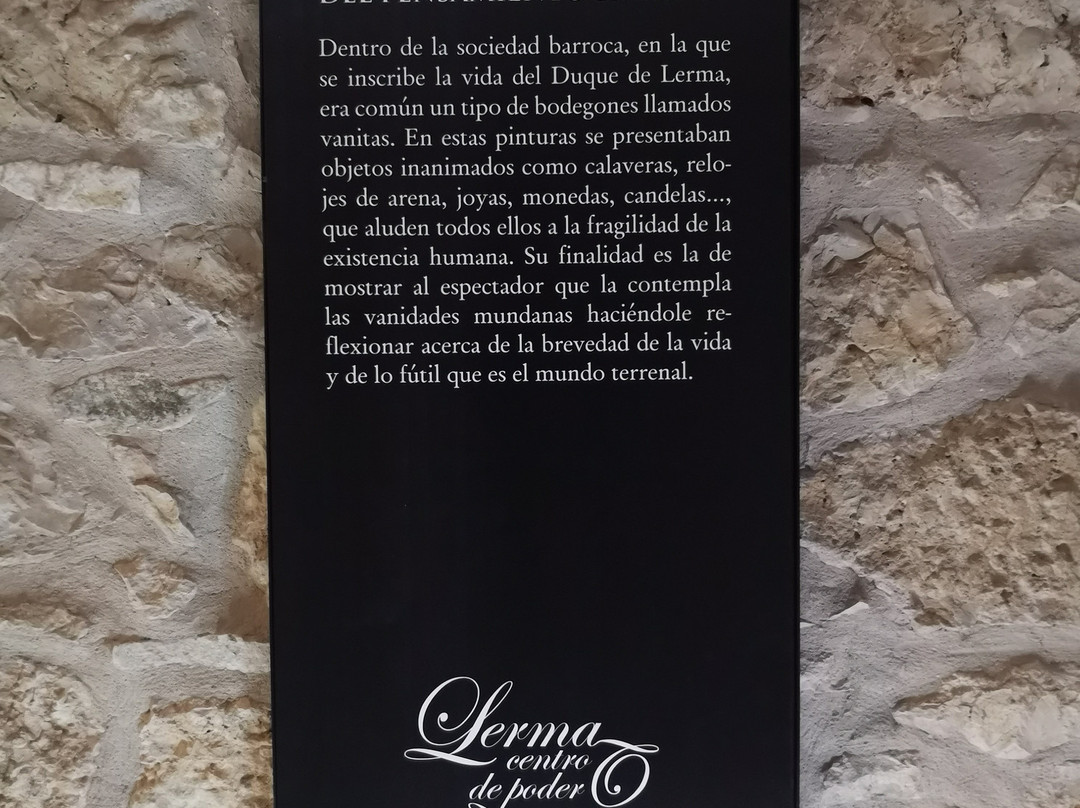 Dentro de la sociedad barroca, en la que
se inscribe la vida del Duque de Lerma,
era común un tipo de bodegones llamados
vanitas. En estas pinturas se presentaban
objetos inanimados como calaveras, relo-
jes de arena, joyas, monedas, candelas...,
que aluden todos ellos a la fragilidad de la
existencia humana. Su finalidad es la de
mostrar al espectador que la contempla
las vanidades mundanas haciéndole re-
flexionar acerca de la brevedad de la vida
y de lo fútil que es el mundo terrenal.
Lerma
centro
de poder